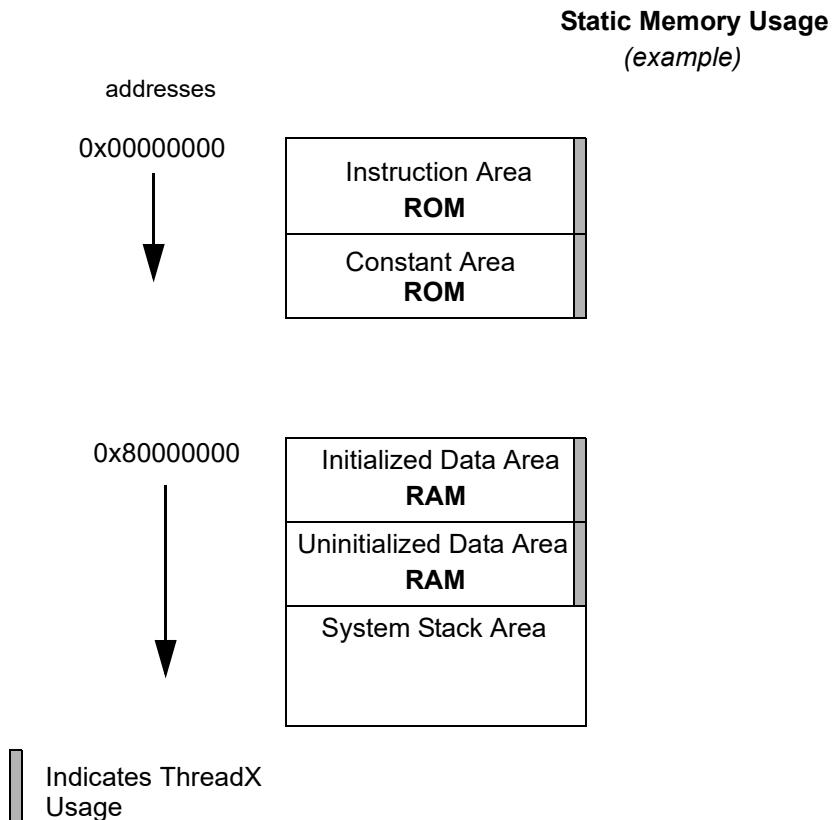 Static Memory Usage
(example)
addresses
0x00000000
Instruction Area
ROM
Constant Area
ROM
0x80000000
Initialized Data Area
RAM
Uninitialized Data Area
RAM
System Stack Area
Indicates ThreadX
Usage